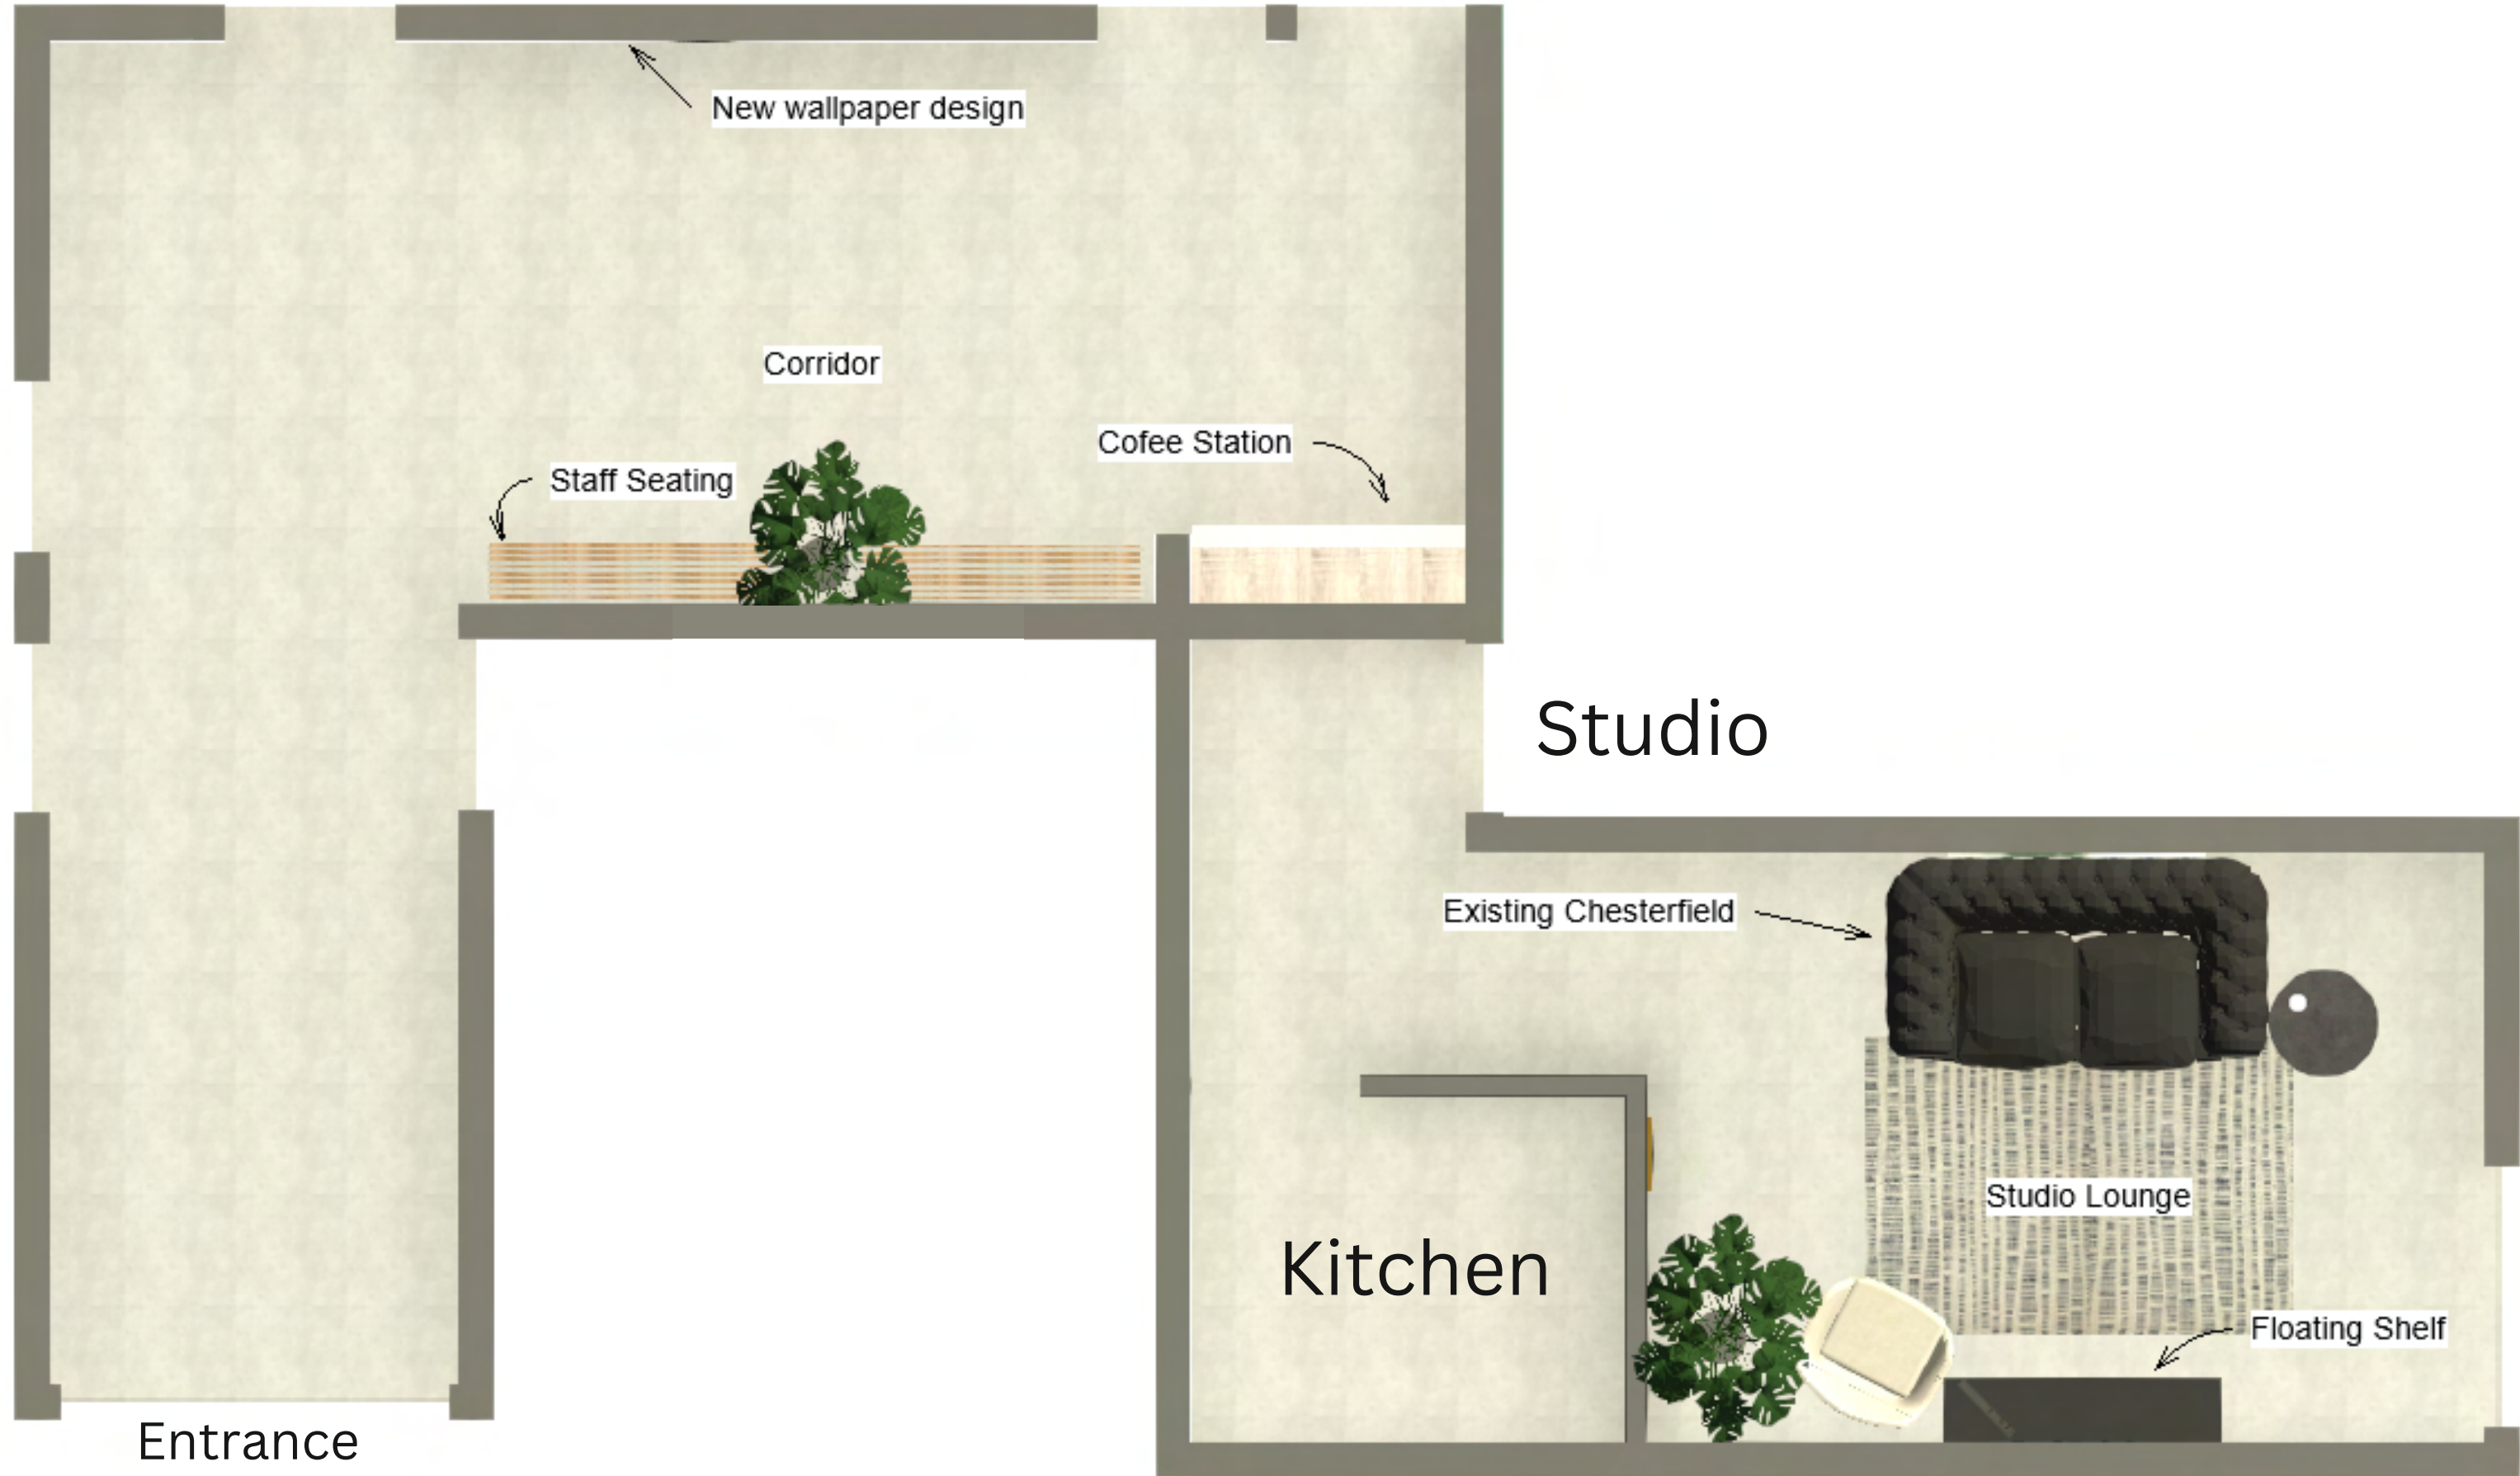 New wallpaper design
Corridor
Cofee Station
Staff Seating
Studio
Existing Chesterfield
Studio Lounge
Kitchen
Floating Shelf
Entrance